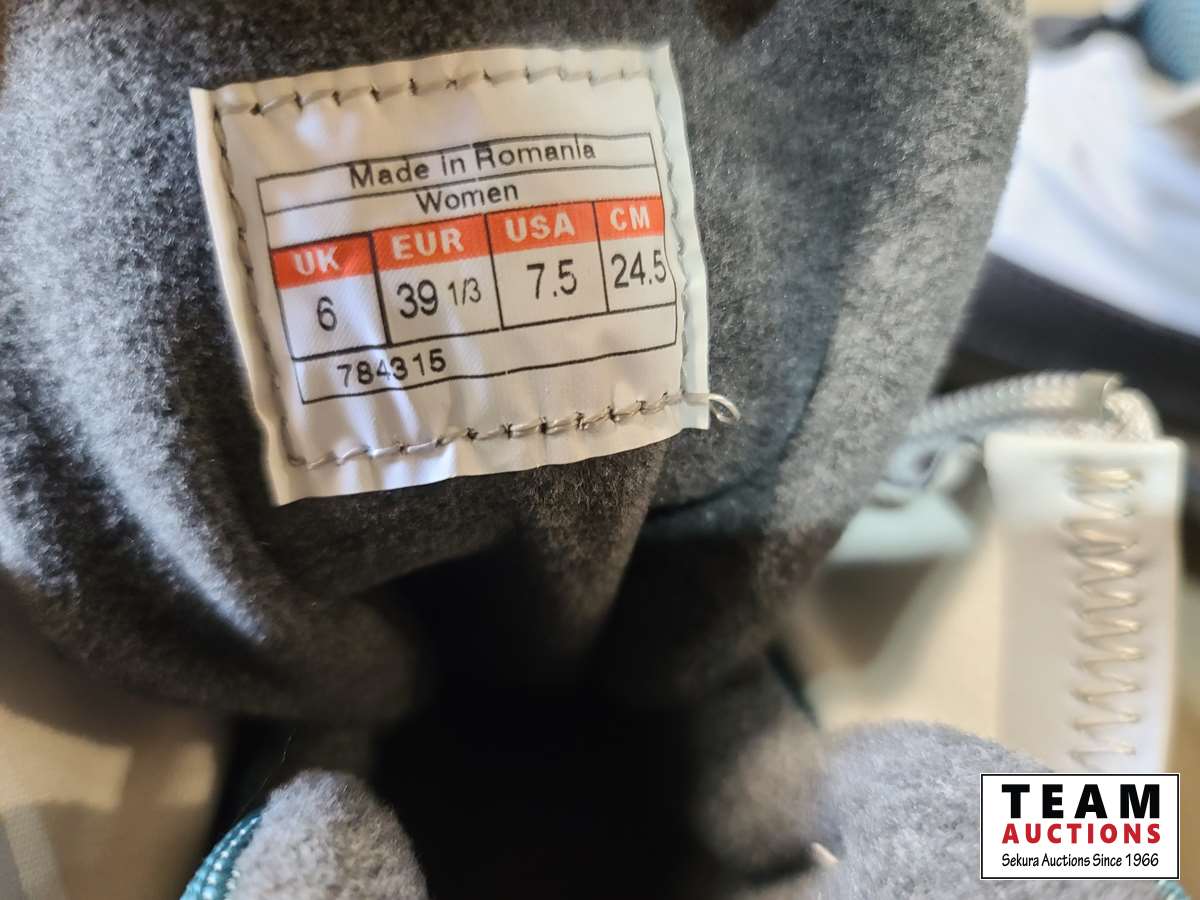 Made in Romania
Women
UK EUR USA CM
6 39 1/3 7.5 24.5
784315
TEAM
AUCTIONS
Sekura Auctions Since 1966